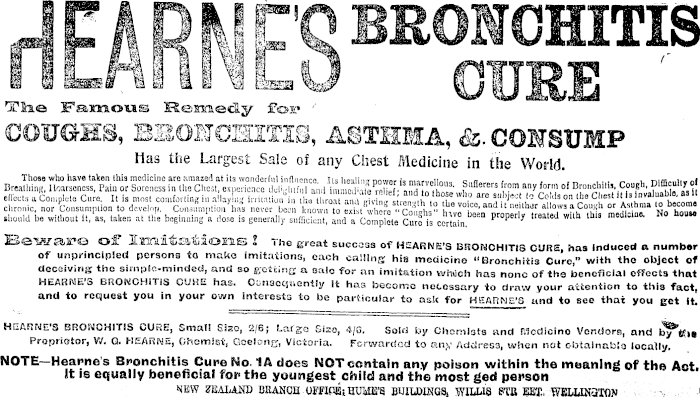 HEARNE'S BRONCHITIS
CURE
The Famous Remedy for
COUGHS, BRONCHITIS, ASTHMA, & CONSUMP
Has the Largest Sale of any Chest Medicine in the World.
Those who have taken this medicine are amazed at its wonderful influence. Its healing power is marvellous. Sufferers from any form of Bronchitis, Cough, Difficulty of
Breathing, Hoarseness, Pain or Soreness in the Chest, experience delightful and immediate relief; and to those who are subject to Colds on the Chest it is invaluable, as it
effects a Complete Cure. It is most comforting in allaying irritation in the throat and giving strength to the voice, and it neither allows a Cough or Asthma to become
chronic, nor Consumption to develop. Consumption has never been known to exist where "Coughs" have been properly treated with this medicine. No house
should be without it, as, taken at the beginning a dose is generally sufficient, and a Complete Cure is certain.
Beware of Imitations! The great success of HEARNE'S BRONCHITIS CURE, has induced a number
of unprincipled persons to make imitations, each calling his medicine "Bronchitis Cure," with the object of
deceiving the simple-minded, and so getting a sale for an imitation which has none of the beneficial effects that
HEARNE'S BRONCHITIS CURE has. Consequently it has become necessary to draw your attention to this fact,
and to request you in your own interests to be particular to ask for HEARNE'S and to see that you get it.
HEARNE'S BRONCHITIS CURE, Small Size, 2/6; Large Size, 4/6. Sold by Chemists and Medicine Vendors, and by the
Proprietor, W. G. HEARNE, Chemist, Geelong, Victoria. Forwarded to any Address, when not obtainable locally.
NOTE—Hearne's Bronchitis Cure No. 1A does NOT contain any poison within the meaning of the Act.
It is equally beneficial for the youngest child and the most ged person
NEW ZEALAND BRANCH OFFICE; HUME'S BUILDINGS, WILLIS STR EET, WELLINGTON